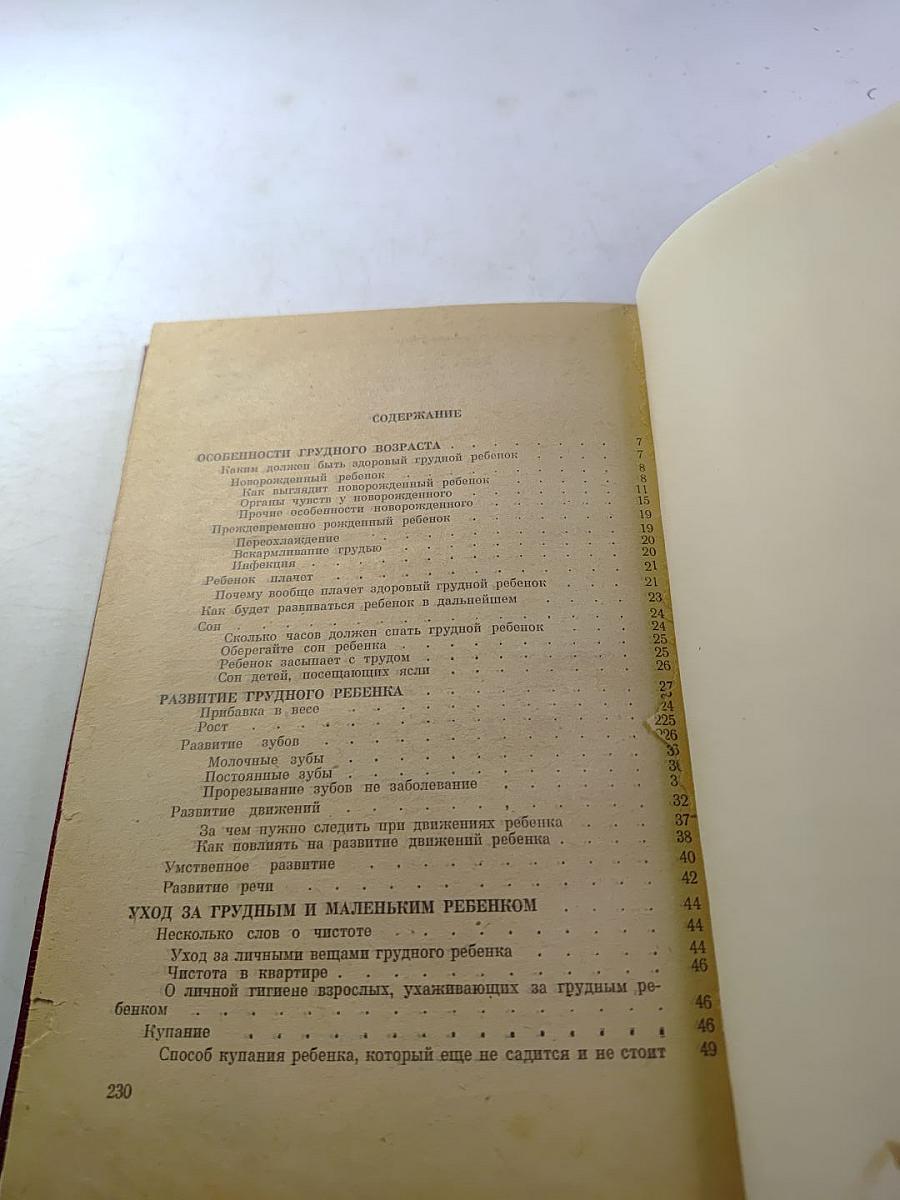 СОДЕРЖАНИЕ
ОСОБЕННОСТИ ГРУДНОГО ВОЗРАСТА . . . . . . . 7
Каким должен быть здоровый грудной ребенок . . . . 7
Новорожденный ребенок . . . . . . . . 8
Как выглядит новорожденный ребенок . . . . . 8
Органы чувств у новорожденного . . . . . . 11
Прочие особенности новорожденного . . . . . . 15
Преждевременно рожденный ребенок . . . . . . 19
Переохлаждение . . . . . . . . 19
Вскармливание грудью . . . . . . . . 20
Инфекция . . . . . . . . . . 20
Ребенок плачет . . . . . . . . . . 21
Почему вообще плачет здоровый грудной ребенок . . . 21
Как будет развиваться ребенок в дальнейшем . . . . 23
Сон . . . . . . . . . . . . 24
Сколько часов должен спать грудной ребенок . . . . 24
Оберегайте сон ребенка . . . . . . . . 25
Ребенок засыпает с трудом . . . . . . . 25
Сон детей, посещающих ясли . . . . . . . 26
РАЗВИТИЕ ГРУДНОГО РЕБЕНКА . . . . . . . . 27
Прибавка в весе . . . . . . . . .
Рост . . . . . . . . . . . .
Развитие зубов . . . . . . . . . .
Молочные зубы . . . . . . . . .
Постоянные зубы . . . . . . . . .
Прорезывание зубов не заболевание . . . . .
Развитие движений . . . . . . . . . 32
За чем нужно следить при движениях ребенка . . . 37
Как повлиять на развитие движений ребенка . . . . 38
Умственное развитие . . . . . . . . . 40
Развитие речи . . . . . . . . . . 42
УХОД ЗА ГРУДНЫМ И МАЛЕНЬКИМ РЕБЕНКОМ . . . . 44
Несколько слов о чистоте . . . . . . . . 44
Уход за личными вещами грудного ребенка . . . . 44
Чистота в квартире . . . . . . . . . 46
О личной гигиене взрослых, ухаживающих за грудным ре-
бенком . . . . . . . . . . . . 46
Купание . . . . . . . . . . . . 46
Способ купания ребенка, который еще не садится и не стоит 49
230